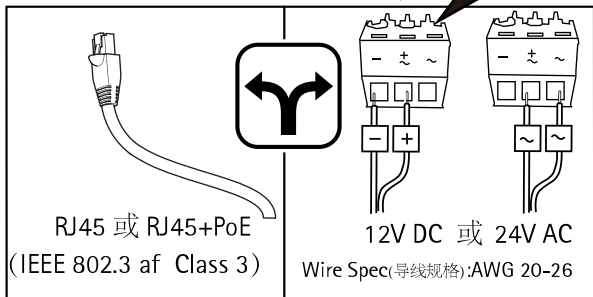 − ± ~ ~
− ± ~ ~
− +
~ ~
RJ45 或 RJ45+PoE
(IEEE 802.3 af Class 3)
12V DC 或 24V AC
Wire Spec(导线规格):AWG 20-26